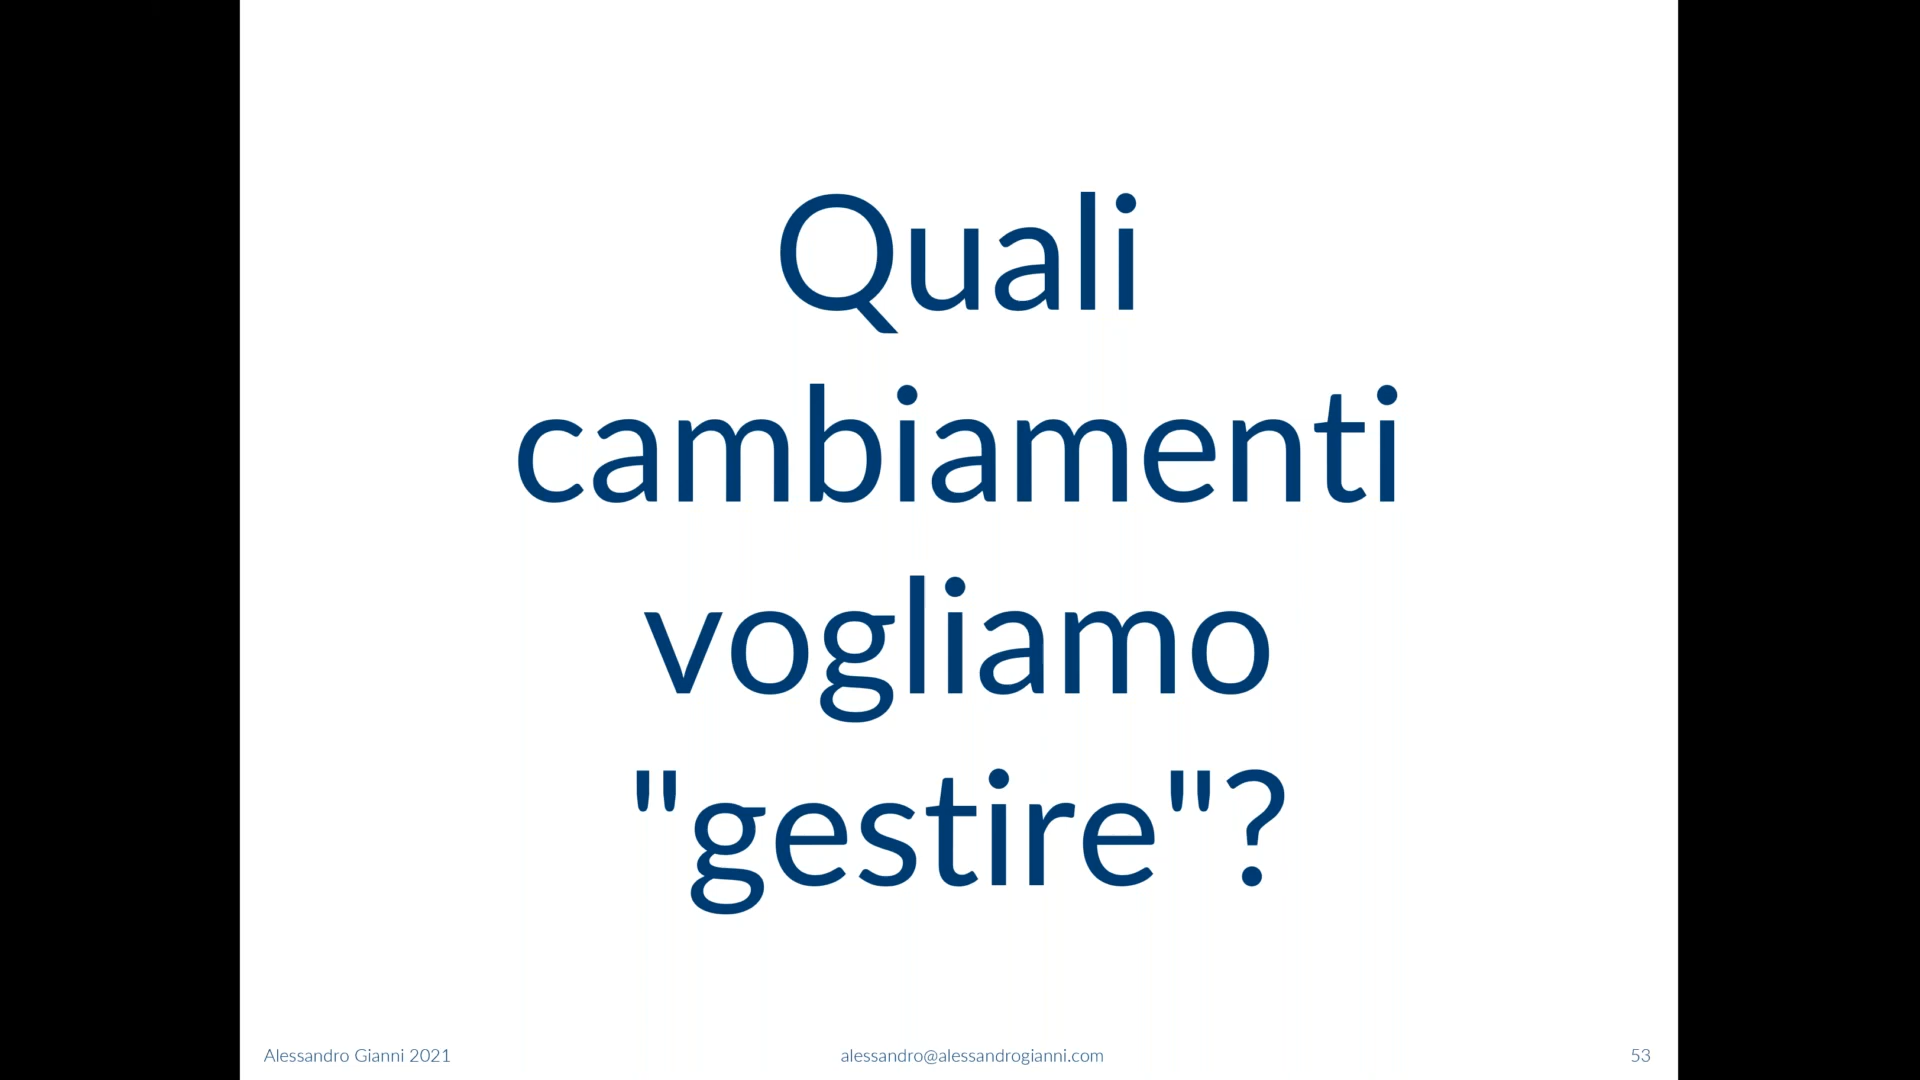 Quali
cambiamenti
vogliamo
"gestire"?
Alessandro Gianni 2021
alessandro@alessandrogianni.com
53